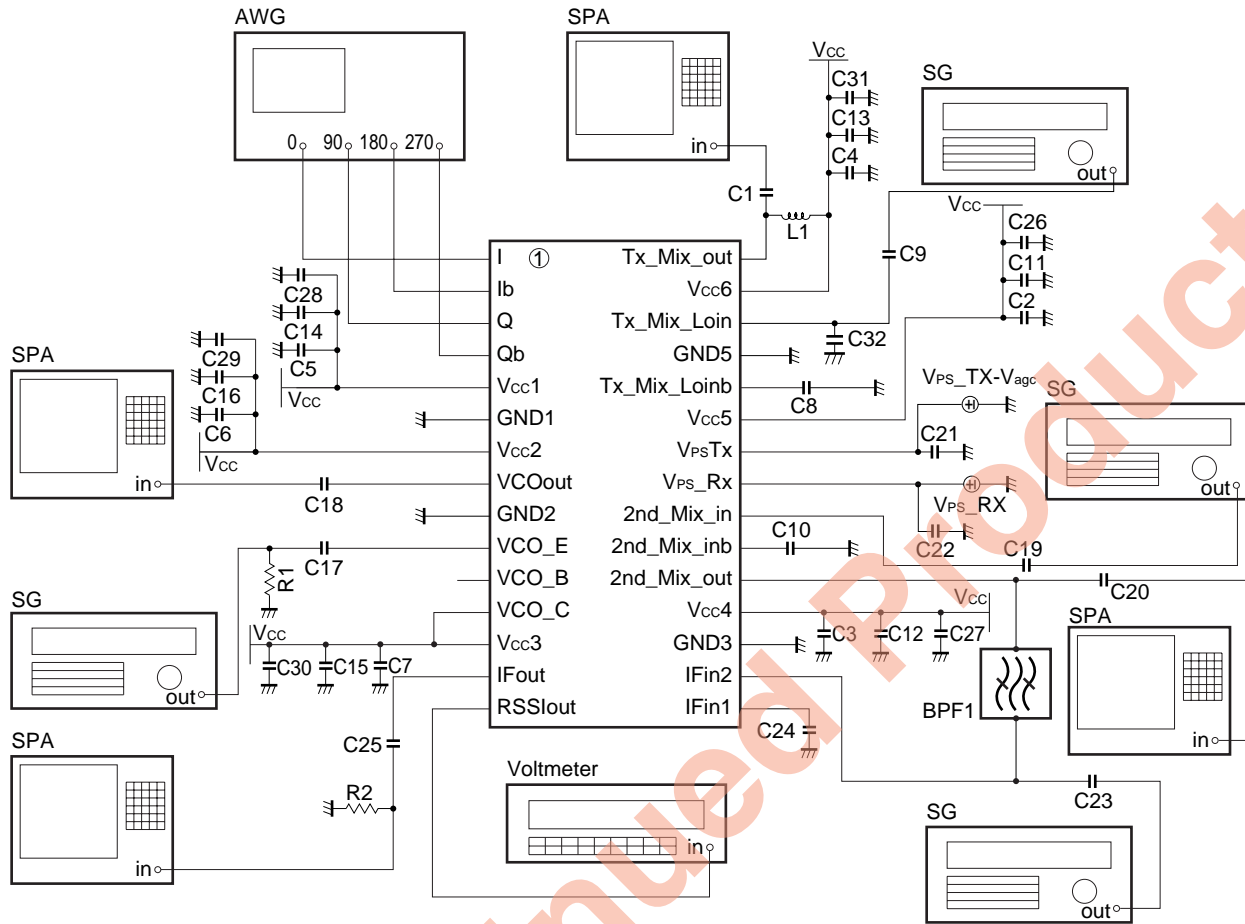 AWG
SPA
SG
VCC
C31
C13
C4
0 90 180 270
in
C1
L1
out
VCC
C26
C11
C2
C9
I ① Tx_Mix_out
Ib VCC6
Q Tx_Mix_Loin
Qb GND5
VCC1 Tx_Mix_Loinb
GND1 VCC5
VCC2 VPSTx
VCOout VPS_Rx
GND2 2nd_Mix_in
VCO_E 2nd_Mix_inb
VCO_B 2nd_Mix_out
VCO_C VCC4
VCC3 GND3
IFout IFin2
RSSIout IFin1
C28
C14
C5
VCC
C29
C16
C6
VCC
SPA
in
C18
C17
R1
SG
out
VCC
C30
C15
C7
SPA
in
C25
R2
Voltmeter
in
C32
C8
VPS_TX-Vagc
C21
SG
out
VPS_RX
C22
C19
C10
C20
VCC
C3
C12
C27
SPA
in
BPF1
C24
C23
SG
out
inued Product